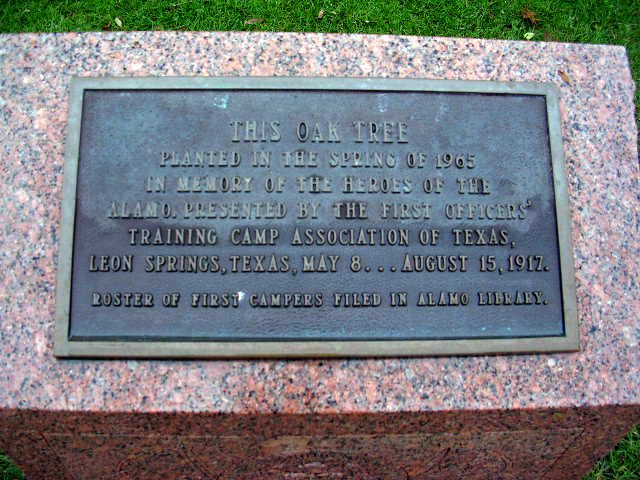 THIS OAK TREE
PLANTED IN THE SPRING OF 1965
IN MEMORY OF THE HEROES OF THE
ALAMO. PRESENTED BY THE FIRST OFFICERS'
TRAINING CAMP ASSOCIATION OF TEXAS,
LEON SPRINGS, TEXAS, MAY 8...AUGUST 15, 1917.
ROSTER OF FIRST CAMPERS FILED IN ALAMO LIBRARY.